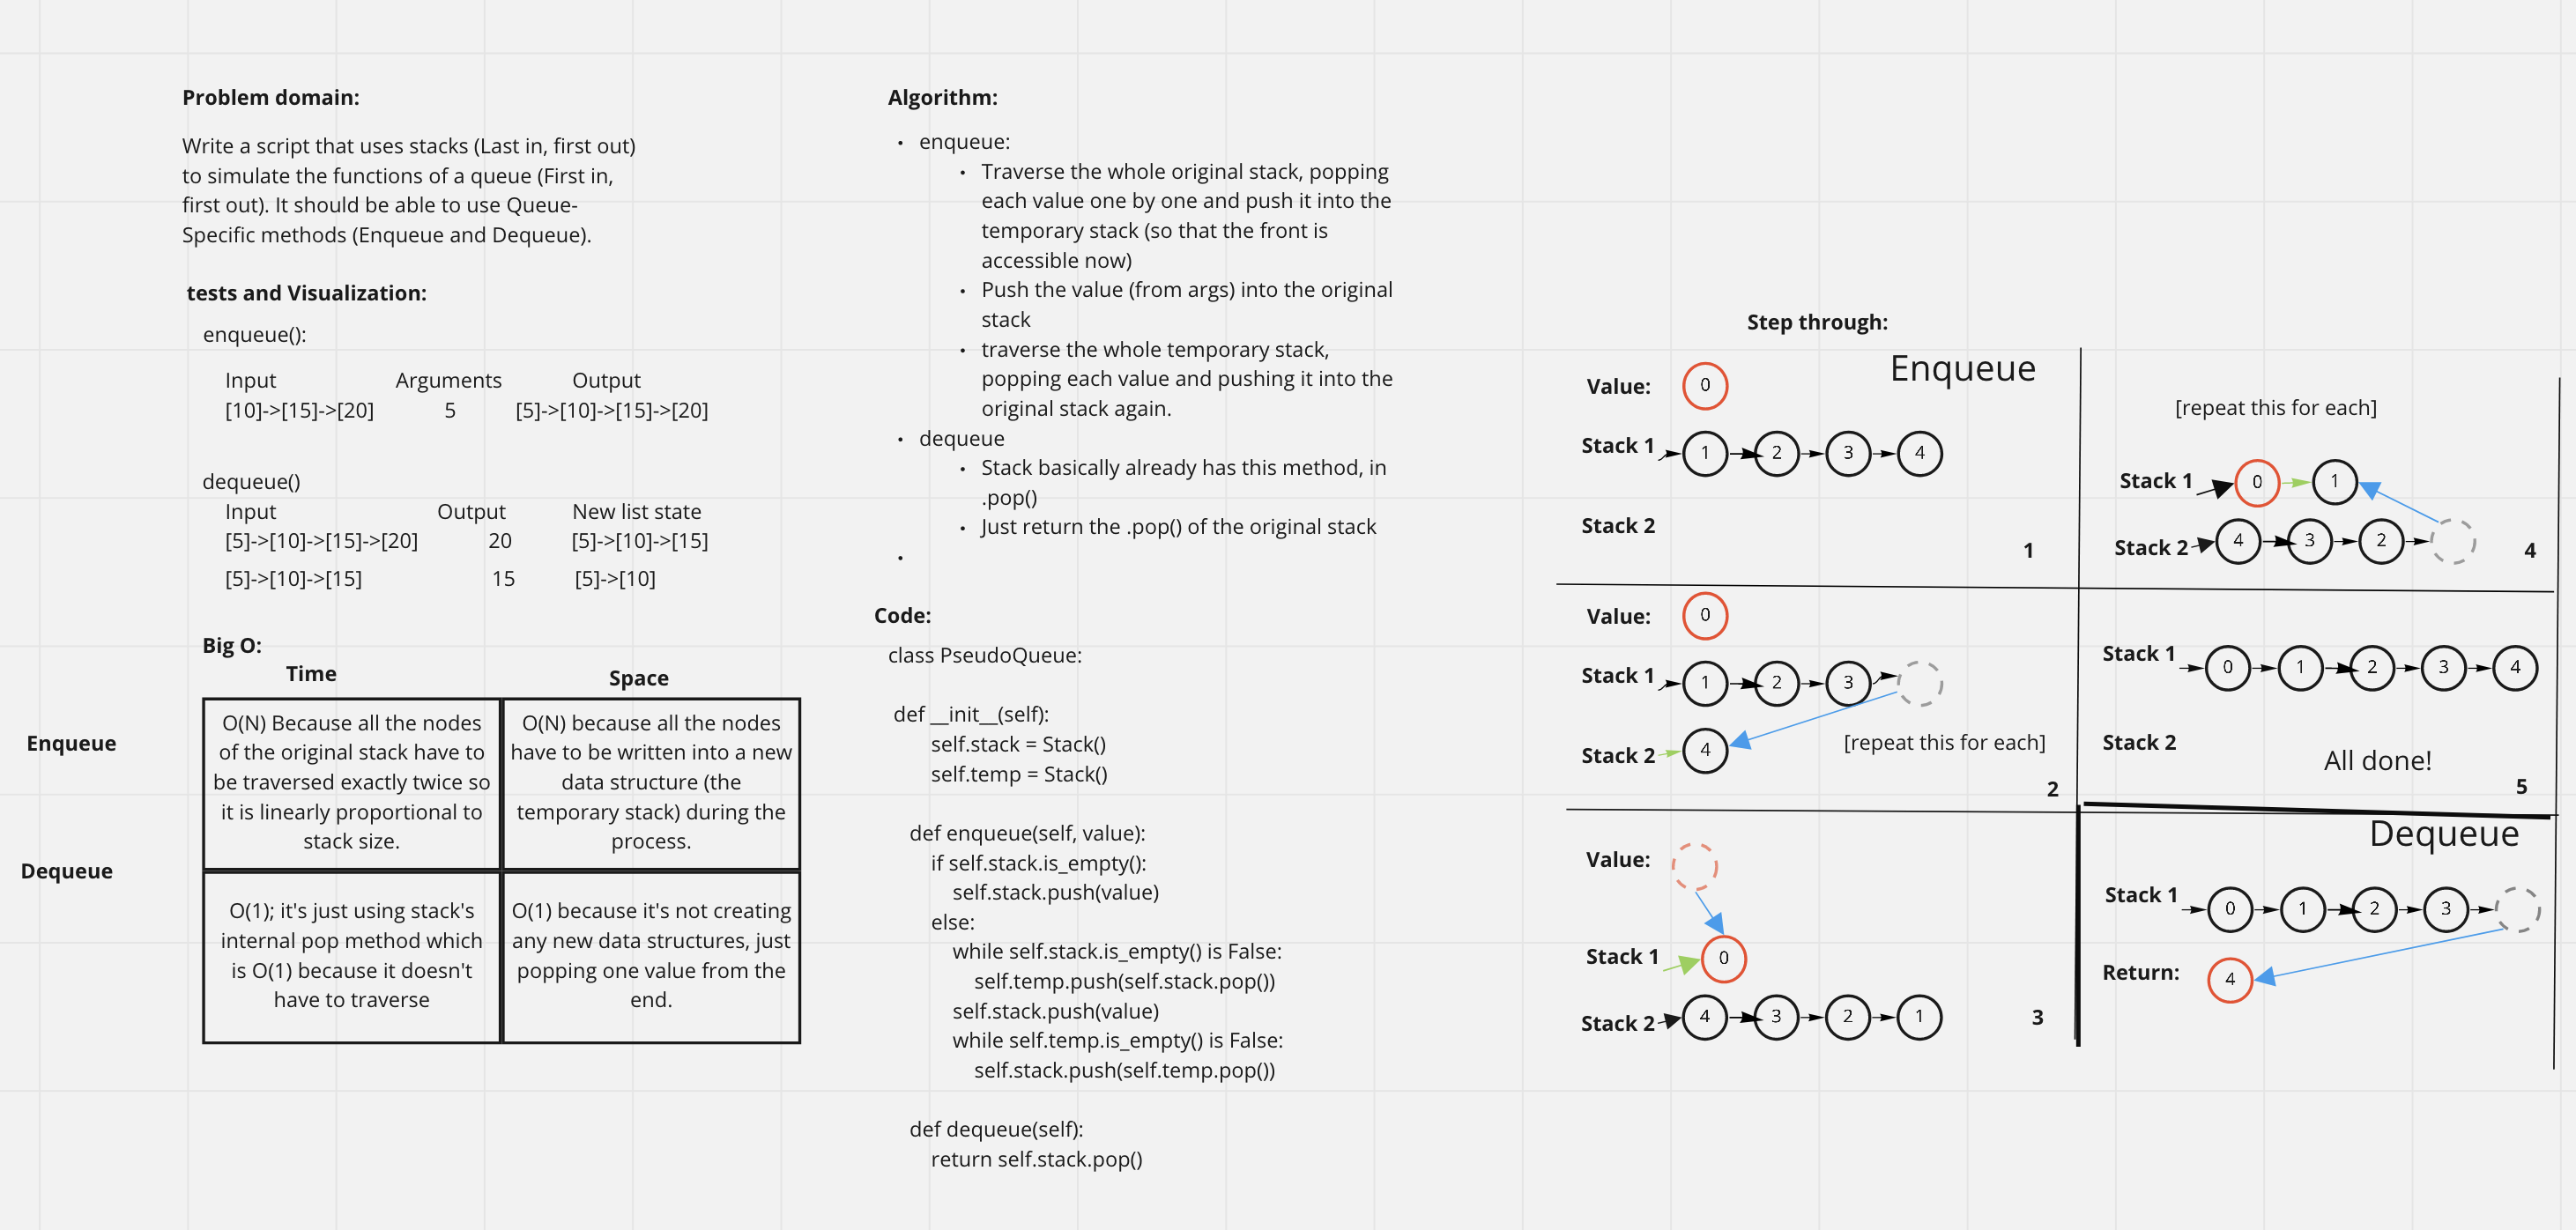 Problem domain:
Write a script that uses stacks (Last in, first out)
to simulate the functions of a queue (First in,
first out). It should be able to use Queue-
Specific methods (Enqueue and Dequeue).
tests and Visualization:
enqueue():
Input Arguments Output
[10]->[15]->[20] 5 [5]->[10]->[15]->[20]
dequeue()
Input Output New list state
[5]->[10]->[15]->[20] 20 [5]->[10]->[15]
[5]->[10]->[15] 15 [5]->[10]
Big O:
Time Space
Enqueue
O(N) Because all the nodes
of the original stack have to
be traversed exactly twice so
it is linearly proportional to
stack size.
O(N) because all the nodes
have to be written into a new
data structure (the
temporary stack) during the
process.
Dequeue
O(1); it's just using stack's
internal pop method which
is O(1) because it doesn't
have to traverse
O(1) because it's not creating
any new data structures, just
popping one value from the
end.
Algorithm:
• enqueue:
• Traverse the whole original stack, popping
each value one by one and push it into the
temporary stack (so that the front is
accessible now)
• Push the value (from args) into the original
stack
• traverse the whole temporary stack,
popping each value and pushing it into the
original stack again.
• dequeue
• Stack basically already has this method, in
.pop()
• Just return the .pop() of the original stack
•
Code:
class PseudoQueue:
def __init__(self):
self.stack = Stack()
self.temp = Stack()
def enqueue(self, value):
if self.stack.is_empty():
self.stack.push(value)
else:
while self.stack.is_empty() is False:
self.temp.push(self.stack.pop())
self.stack.push(value)
while self.temp.is_empty() is False:
self.stack.push(self.temp.pop())
def dequeue(self):
return self.stack.pop()
Step through:
Enqueue
Value: 0
Stack 1 1 2 3 4
Stack 2
1
Value: 0
Stack 1 1 2 3
Stack 2 4
[repeat this for each]
2
Value:
Stack 1 0
Stack 2 4 3 2 1
3
[repeat this for each]
Stack 1 0 1
Stack 2 4 3 2
4
Stack 1 0 1 2 3 4
Stack 2
All done!
5
Dequeue
Stack 1 0 1 2 3
Return: 4